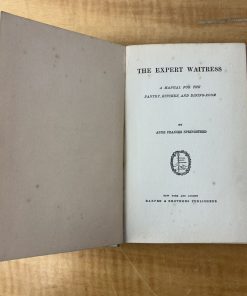 THE EXPERT WAITRESS
A MANUAL FOR THE
PANTRY, KITCHEN, AND DINING-ROOM
BY
ANNE FRANCES SPRINGSTEED
NEW YORK AND LONDON
HARPER & BROTHERS PUBLISHERS